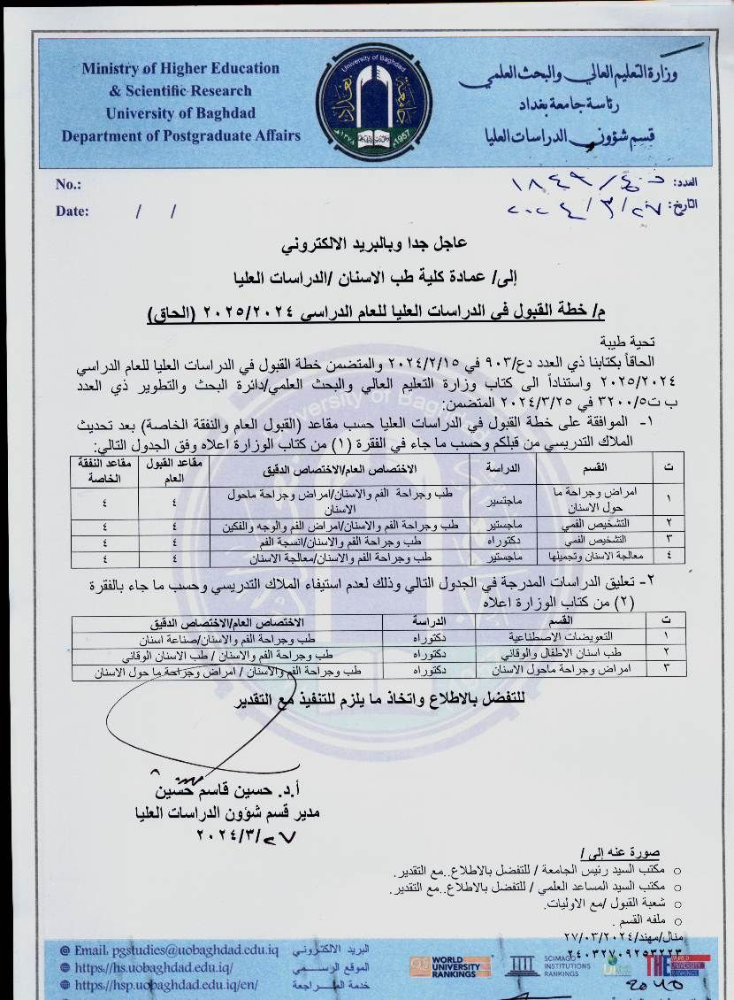 Ministry of Higher Education
& Scientific Research
University of Baghdad
Department of Postgraduate Affairs
University of Baghdad
جامعة بغداد
1957
وزارة التعليم العالي والبحث العلمي
رئاسة جامعة بغداد
قسم شؤون الدراسات العليا
No.:
Date: / /
العدد: دع/١٨٤٩
التاريخ: ٢٠٢٤/٣/٢٧
عاجل جدا وبالبريد الالكتروني
إلى/ عمادة كلية طب الاسنان /الدراسات العليا
م/ خطة القبول في الدراسات العليا للعام الدراسي ٢٠٢٥/٢٠٢٤ (الحاق)
تحية طيبة
الحاقاً بكتابنا ذي العدد دع/٩٠٣ في ٢٠٢٤/٢/١٥ والمتضمن خطة القبول في الدراسات العليا للعام الدراسي
٢٠٢٥/٢٠٢٤ واستناداً الى كتاب وزارة التعليم العالي والبحث العلمي/دائرة البحث والتطوير ذي العدد
ب ت٣٢٠٠/٥ في ٢٠٢٤/٣/٢٥ المتضمن:
١- الموافقة على خطة القبول في الدراسات العليا حسب مقاعد (القبول العام والنفقة الخاصة) بعد تحديث
الملاك التدريسي من قبلكم وحسب ما جاء في الفقرة (١) من كتاب الوزارة اعلاه وفق الجدول التالي:
ت القسم الدراسة الاختصاص العام/الاختصاص الدقيق مقاعد القبول العام مقاعد النفقة الخاصة
١ امراض وجراحة ما حول الاسنان ماجتسير طب وجراحة الفم والاسنان/امراض وجراحة ماحول الاسنان ٤ ٤
٢ التشخيص الفمي ماجستير طب وجراحة الفم والاسنان/امراض الفم والوجه والفكين ٤ ٤
٣ التشخيص الفمي دكتوراه طب وجراحة الفم والاسنان/انسجة الفم ٤ ٤
٤ معالجة الاسنان وتجميلها ماجستير طب وجراحة الفم والاسنان/معالجة الاسنان ٤ ٤
٢- تعليق الدراسات المدرجة في الجدول التالي وذلك لعدم استيفاء الملاك التدريسي وحسب ما جاء بالفقرة
(٢) من كتاب الوزارة اعلاه
ت القسم الدراسة الاختصاص العام/الاختصاص الدقيق
١ التعويضات الاصطناعية دكتوراه طب وجراحة الفم والاسنان/صناعة اسنان
٢ طب اسنان الاطفال والوقائي دكتوراه طب وجراحة الفم والاسنان / طب الاسنان الوقائي
٣ امراض وجراحة ماحول الاسنان دكتوراه طب وجراحة الفم والاسنان / امراض وجراحة ما حول الاسنان
للتفضل بالاطلاع واتخاذ ما يلزم للتنفيذ مع التقدير
أ.د. حسين قاسم حسين
مدير قسم شؤون الدراسات العليا
٢٠٢٤/٣/٢٧
صورة عنه إلى /
○ مكتب السيد رئيس الجامعة / للتفضل بالاطلاع..مع التقدير.
○ مكتب السيد المساعد العلمي / للتفضل بالاطلاع..مع التقدير.
○ شعبة القبول /مع الاوليات.
○ ملفه القسم .
منال/مهند/٢٧/٠٣/٢٠٢٤
٢٤٠٣٢٧٠٩٢٥٣٢٢٣
Email. pgstudies@uobaghdad.edu.iq البريد الالكتروني
https://hs.uobaghdad.edu.iq/ الموقع الرسمي
https://hsp.uobaghdad.edu.iq/en/ خدمة المراجعة
QS WORLD UNIVERSITY RANKINGS
SCIMAGO INSTITUTIONS RANKINGS
THE WORLD UNIVERSITY RANKINGS